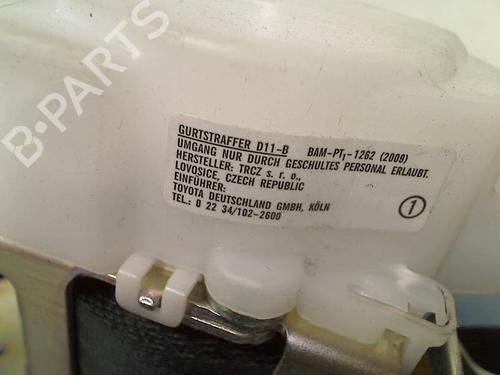 B-PARTS
GURTSTRAFFER D11-B BAM-PT₁-1262 (2009)
UMGANG NUR DURCH GESCHULTES PERSONAL ERLAUBT.
HERSTELLER: TRCZ s. r. o.,
LOVOSICE, CZECH REPUBLIC
EINFÜHRER:
TOYOTA DEUTSCHLAND GMBH, KÖLN
TEL.: 0 22 34/102-2600
1